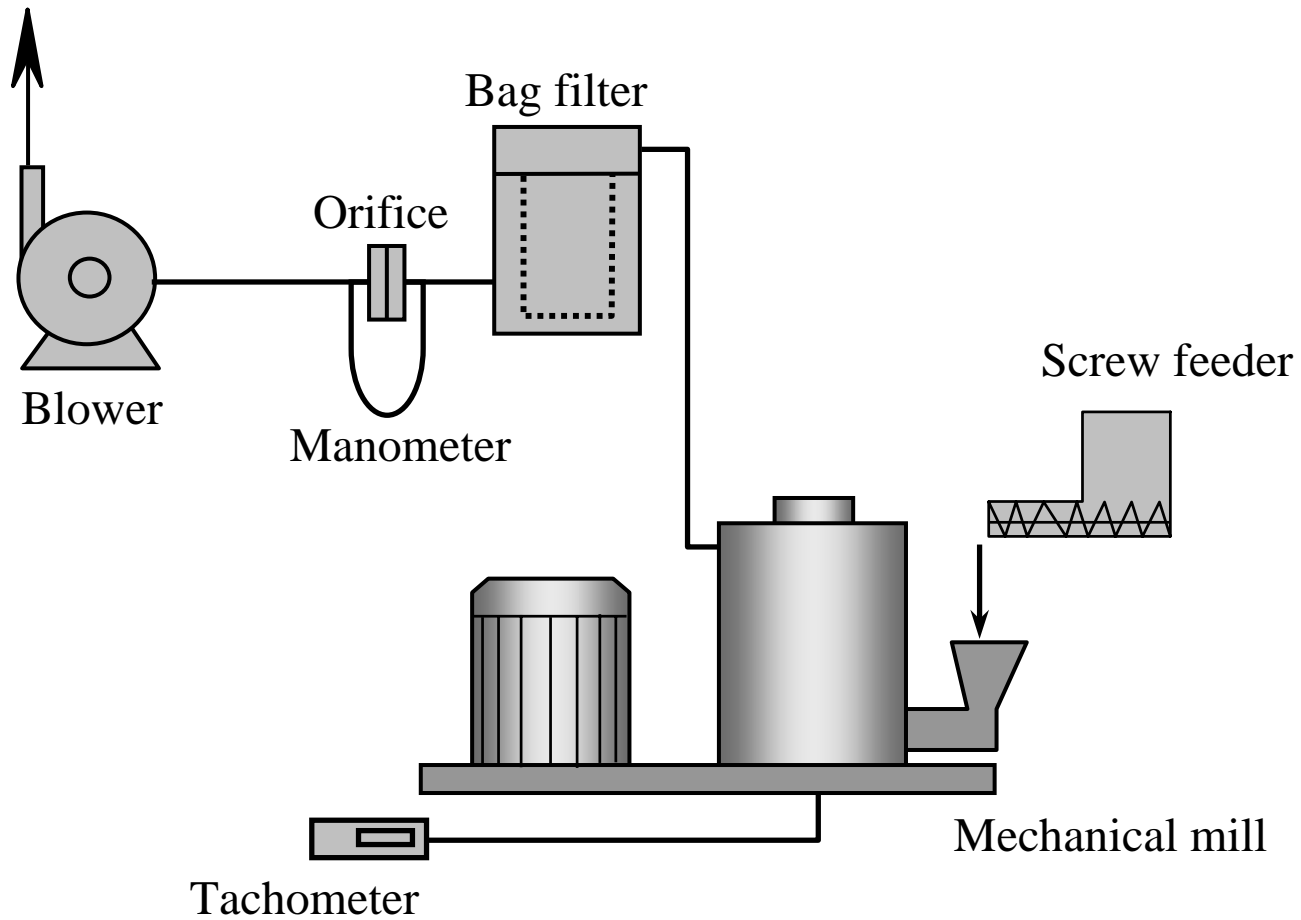 Bag filter
Orifice
Screw feeder
Blower
Manometer
Mechanical mill
Tachometer